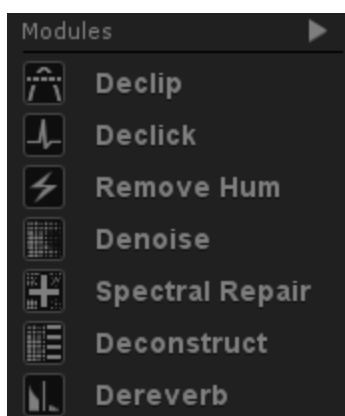 Modules
Declip
Declick
Remove Hum
Denoise
Spectral Repair
Deconstruct
Dereverb